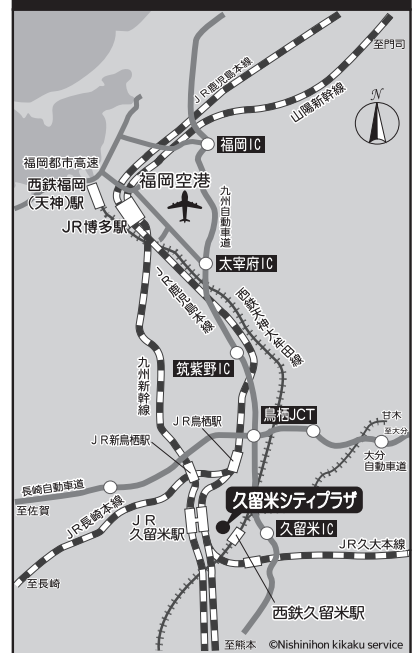 至門司
JR鹿児島本線
山陽新幹線
N
福岡IC
福岡都市高速
西鉄福岡
(天神)駅
福岡空港
九州自動車道
JR博多駅
太宰府IC
JR鹿児島本線
西鉄天神大牟田線
筑紫野IC
九州新幹線
JR鳥栖駅
鳥栖JCT
甘木
至大分
JR新鳥栖駅
大分
自動車道
長崎自動車道
久留米シティプラザ
至佐賀
JR長崎本線
JR
久留米駅
久留米IC
JR久大本線
至長崎
西鉄久留米駅
至熊本
©Nishinihon kikaku service